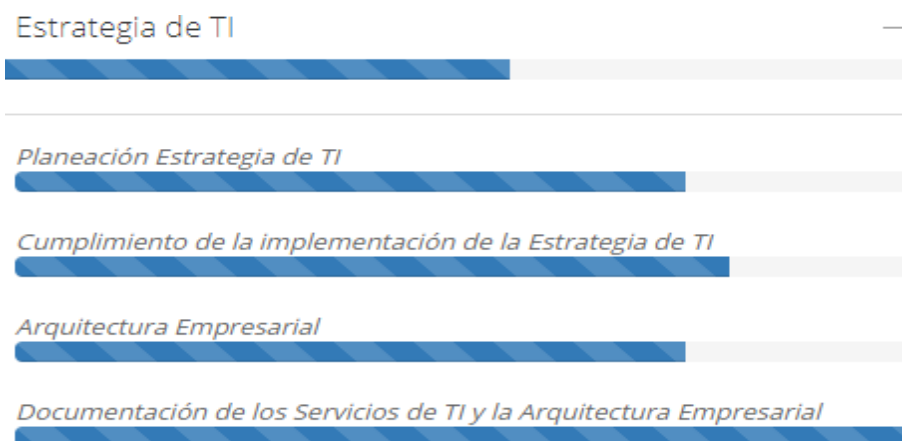 Estrategia de TI
Planeación Estrategia de TI
Cumplimiento de la implementación de la Estrategia de TI
Arquitectura Empresarial
Documentación de los Servicios de TI y la Arquitectura Empresarial